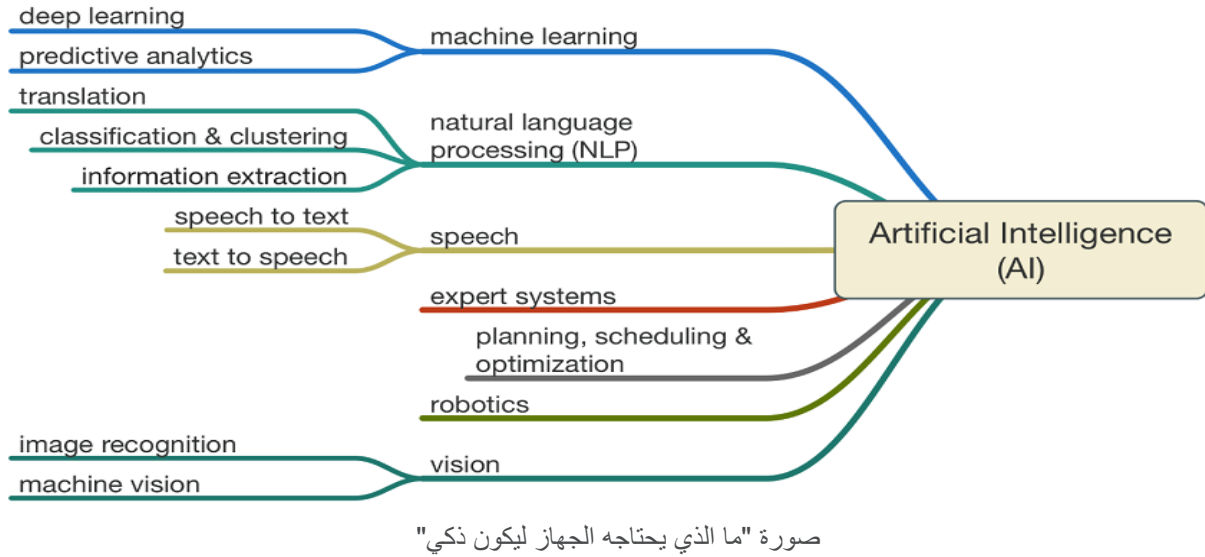 deep learning
predictive analytics
machine learning
translation
classification & clustering
information extraction
natural language
processing (NLP)
speech to text
text to speech
speech
expert systems
planning, scheduling &
optimization
robotics
image recognition
machine vision
vision
Artificial Intelligence
(AI)
صورة "ما الذي يحتاجه الجهاز ليكون ذكي"